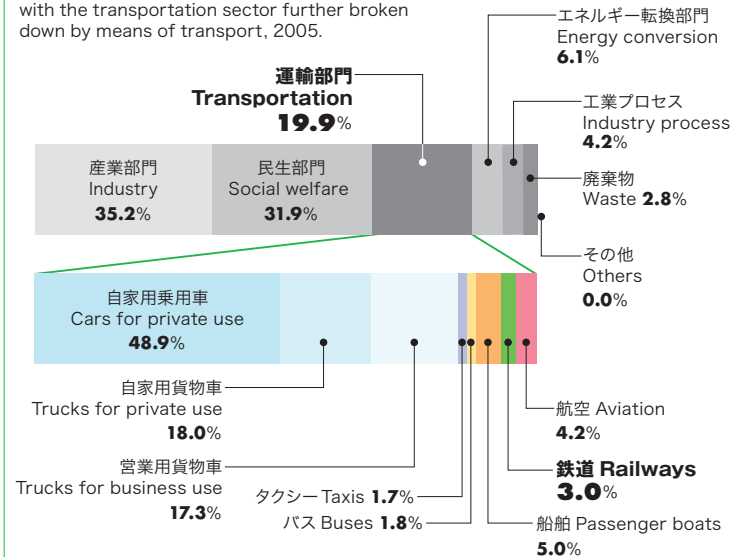 with the transportation sector further broken
down by means of transport, 2005.
エネルギー転換部門
Energy conversion
6.1%
運輸部門
Transportation
19.9%
工業プロセス
Industry process
4.2%
産業部門
Industry
35.2%
民生部門
Social welfare
31.9%
廃棄物
Waste 2.8%
その他
Others
0.0%
自家用乗用車
Cars for private use
48.9%
自家用貨物車
Trucks for private use
18.0%
営業用貨物車
Trucks for business use
17.3%
タクシー Taxis 1.7%
バス Buses 1.8%
航空 Aviation
4.2%
鉄道 Railways
3.0%
船舶 Passenger boats
5.0%